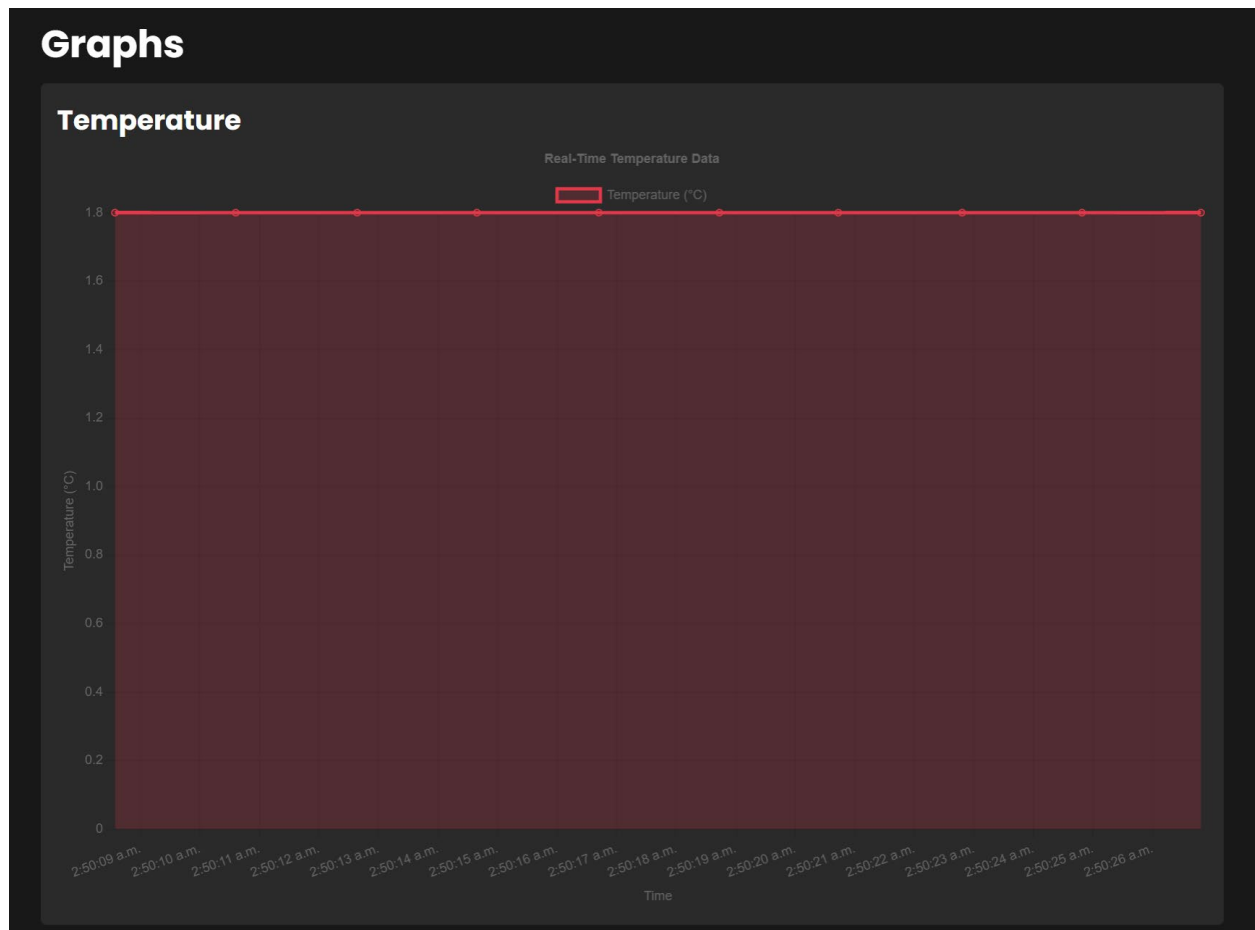 Graphs
Temperature
Real-Time Temperature Data
Temperature (°C)
1.8
1.6
1.4
1.2
1.0
0.8
0.6
0.4
0.2
0
Temperature (°C)
2:50:09 a.m.
2:50:10 a.m.
2:50:11 a.m.
2:50:12 a.m.
2:50:13 a.m.
2:50:14 a.m.
2:50:15 a.m.
2:50:16 a.m.
2:50:17 a.m.
2:50:18 a.m.
2:50:19 a.m.
2:50:20 a.m.
2:50:21 a.m.
2:50:22 a.m.
2:50:23 a.m.
2:50:24 a.m.
2:50:25 a.m.
2:50:26 a.m.
Time